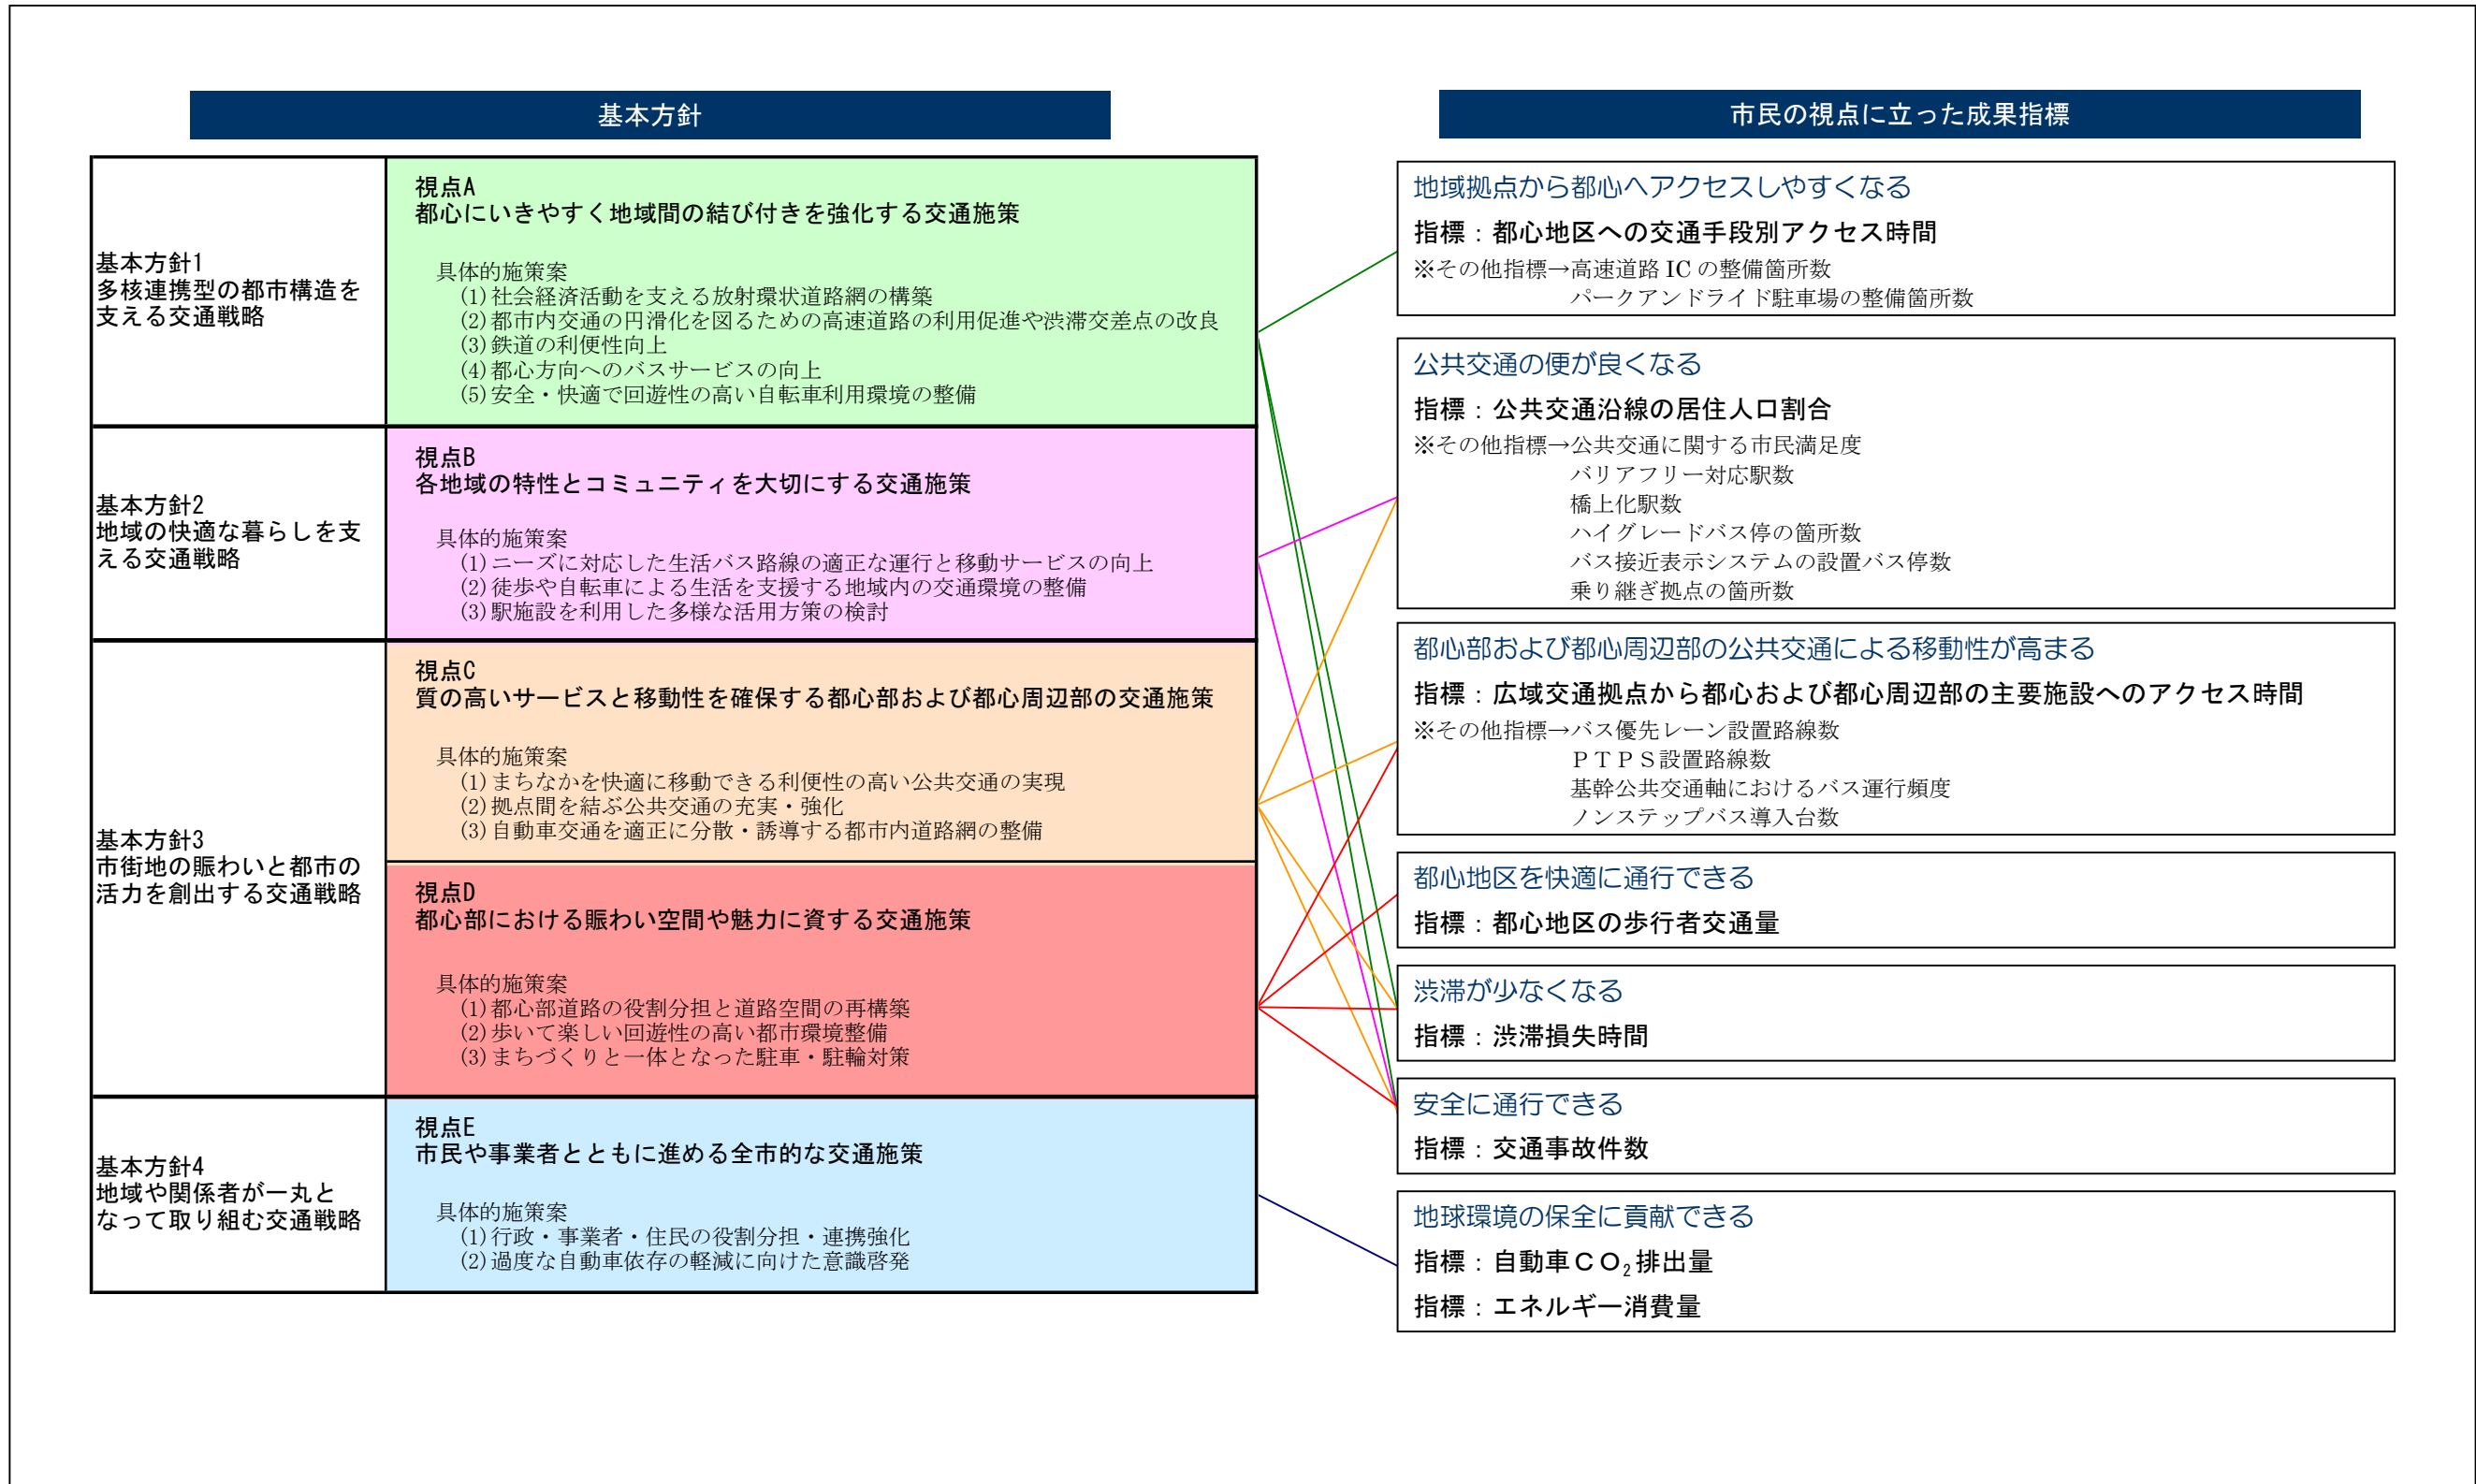 基本方針
市民の視点に立った成果指標
基本方針1
多核連携型の都市構造を
支える交通戦略
視点A
都心にいきやすく地域間の結び付きを強化する交通施策
具体的施策案
(1)社会経済活動を支える放射環状道路網の構築
(2)都市内交通の円滑化を図るための高速道路の利用促進や渋滞交差点の改良
(3)鉄道の利便性向上
(4)都心方向へのバスサービスの向上
(5)安全・快適で回遊性の高い自転車利用環境の整備
基本方針2
地域の快適な暮らしを支
える交通戦略
視点B
各地域の特性とコミュニティを大切にする交通施策
具体的施策案
(1)ニーズに対応した生活バス路線の適正な運行と移動サービスの向上
(2)徒歩や自転車による生活を支援する地域内の交通環境の整備
(3)駅施設を利用した多様な活用方策の検討
基本方針3
市街地の賑わいと都市の
活力を創出する交通戦略
視点C
質の高いサービスと移動性を確保する都心部および都心周辺部の交通施策
具体的施策案
(1)まちなかを快適に移動できる利便性の高い公共交通の実現
(2)拠点間を結ぶ公共交通の充実・強化
(3)自動車交通を適正に分散・誘導する都市内道路網の整備
視点D
都心部における賑わい空間や魅力に資する交通施策
具体的施策案
(1)都心部道路の役割分担と道路空間の再構築
(2)歩いて楽しい回遊性の高い都市環境整備
(3)まちづくりと一体となった駐車・駐輪対策
基本方針4
地域や関係者が一丸と
なって取り組む交通戦略
視点E
市民や事業者とともに進める全市的な交通施策
具体的施策案
(1)行政・事業者・住民の役割分担・連携強化
(2)過度な自動車依存の軽減に向けた意識啓発
地域拠点から都心へアクセスしやすくなる
指標：都心地区への交通手段別アクセス時間
※その他指標→高速道路 IC の整備箇所数
パークアンドライド駐車場の整備箇所数
公共交通の便が良くなる
指標：公共交通沿線の居住人口割合
※その他指標→公共交通に関する市民満足度
バリアフリー対応駅数
橋上化駅数
ハイグレードバス停の箇所数
バス接近表示システムの設置バス停数
乗り継ぎ拠点の箇所数
都心部および都心周辺部の公共交通による移動性が高まる
指標：広域交通拠点から都心および都心周辺部の主要施設へのアクセス時間
※その他指標→バス優先レーン設置路線数
ＰＴＰＳ設置路線数
基幹公共交通軸におけるバス運行頻度
ノンステップバス導入台数
都心地区を快適に通行できる
指標：都心地区の歩行者交通量
渋滞が少なくなる
指標：渋滞損失時間
安全に通行できる
指標：交通事故件数
地球環境の保全に貢献できる
指標：自動車ＣＯ₂排出量
指標：エネルギー消費量